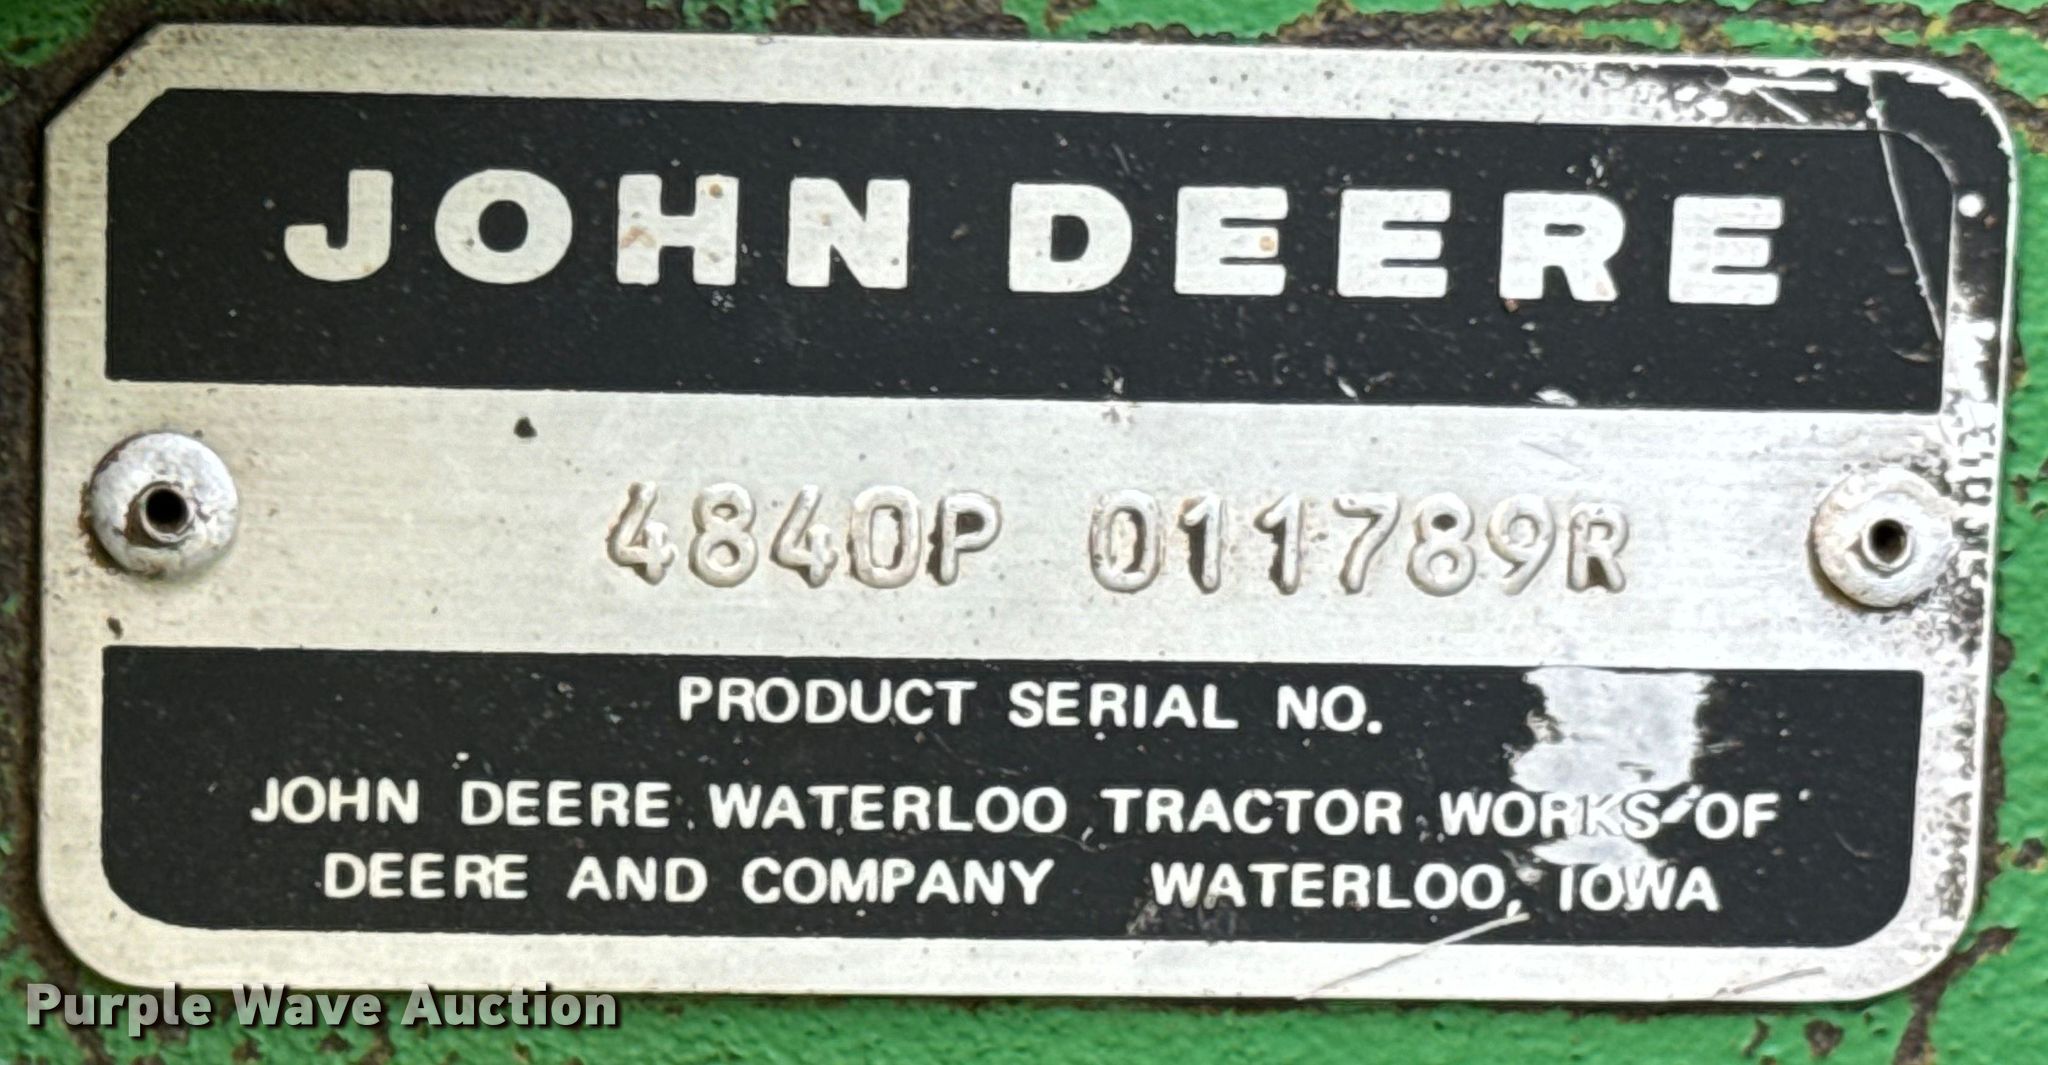 JOHN DEERE
4840P 011789R
PRODUCT SERIAL NO.
JOHN DEERE WATERLOO TRACTOR WORKS OF
DEERE AND COMPANY WATERLOO, IOWA
Purple Wave Auction